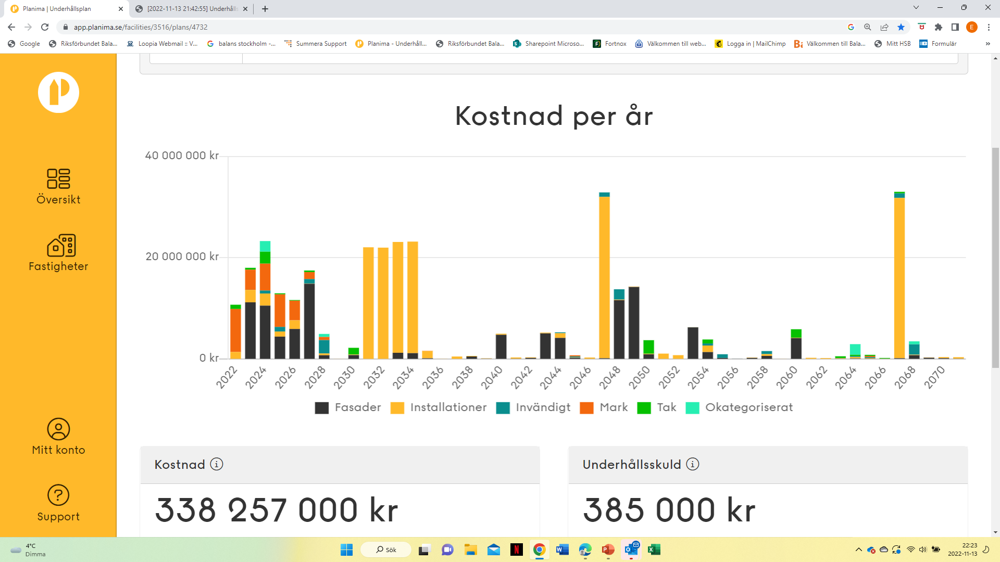 Planima | Underhållsplan
[2022-11-13 21:42:55] Underhålls
app.planima.se/facilities/3516/plans/4732
E
Google
Riksförbundet Bala...
Loopia Webmail :: V...
balans stockholm -...
Summera Support
Planima - Underhåll...
Riksförbundet Bala...
Sharepoint Microso...
Fortnox
Välkommen till web...
Logga in | MailChimp
Välkommen till Bala...
Mitt HSB
Formulär
»
Översikt
Fastigheter
Mitt konto
Support
Kostnad per år
40 000 000 kr
20 000 000 kr
0 kr
2022 2024 2026 2028 2030 2032 2034 2036 2038 2040 2042 2044 2046 2048 2050 2052 2054 2056 2058 2060 2062 2064 2066 2068 2070
Fasader Installationer Invändigt Mark Tak Okategoriserat
Kostnad
338 257 000 kr
Underhållsskuld
385 000 kr
4°C
Dimma
Sök
22:23
2022-11-13